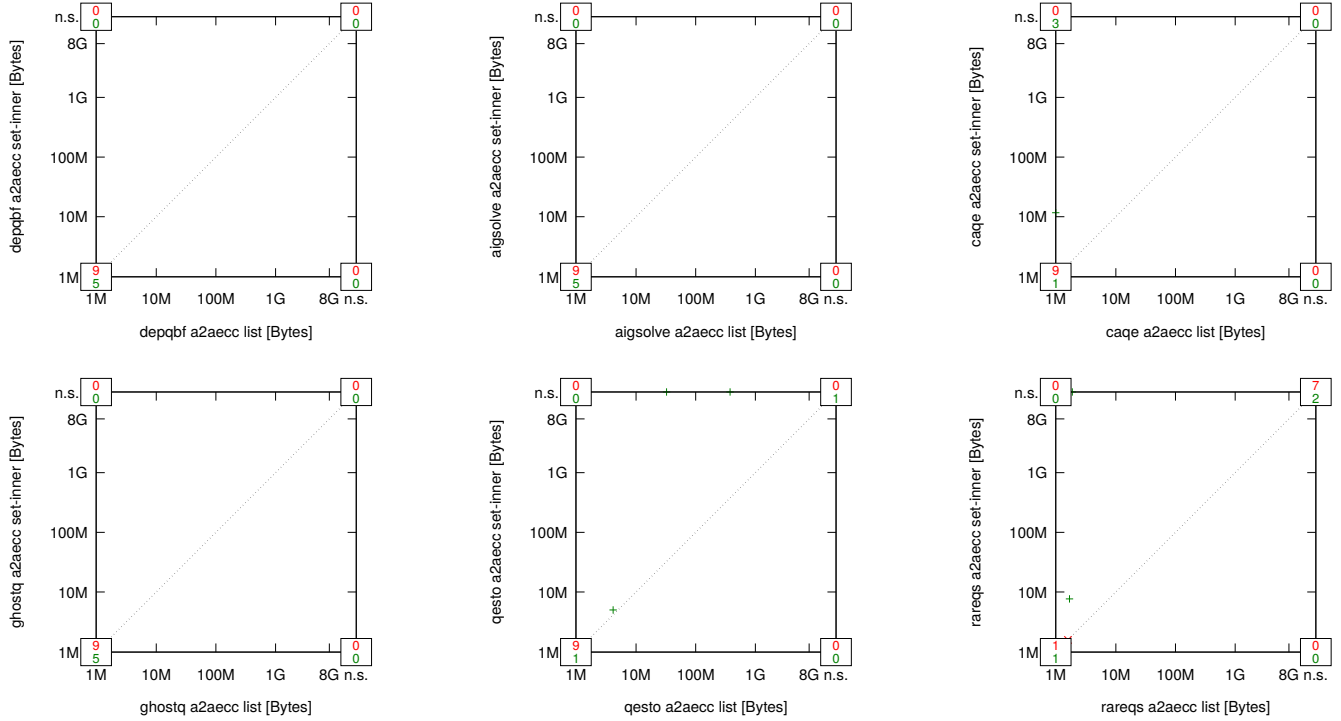 n.s.
0
0
0
0
8G
1G
100M
10M
1M
9
5
0
0
1M
10M
100M
1G
8G n.s.
depqbf a2aecc set-inner [Bytes]
depqbf a2aecc list [Bytes]
n.s.
0
0
0
0
8G
1G
100M
10M
1M
9
5
0
0
1M
10M
100M
1G
8G n.s.
aigsolve a2aecc set-inner [Bytes]
aigsolve a2aecc list [Bytes]
n.s.
0
3
0
0
8G
1G
100M
10M
1M
9
1
0
0
1M
10M
100M
1G
8G n.s.
caqe a2aecc set-inner [Bytes]
caqe a2aecc list [Bytes]
n.s.
0
0
0
0
8G
1G
100M
10M
1M
9
5
0
0
1M
10M
100M
1G
8G n.s.
ghostq a2aecc set-inner [Bytes]
ghostq a2aecc list [Bytes]
n.s.
0
0
0
1
8G
1G
100M
10M
1M
9
1
0
0
1M
10M
100M
1G
8G n.s.
qesto a2aecc set-inner [Bytes]
qesto a2aecc list [Bytes]
n.s.
0
0
7
2
8G
1G
100M
10M
1M
1
1
0
0
1M
10M
100M
1G
8G n.s.
rareqs a2aecc set-inner [Bytes]
rareqs a2aecc list [Bytes]